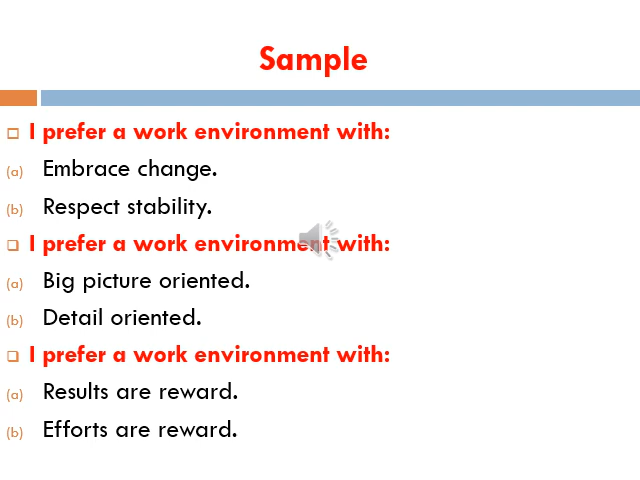 Sample
I prefer a work environment with:
(a) Embrace change.
(b) Respect stability.
I prefer a work environment with:
(a) Big picture oriented.
(b) Detail oriented.
I prefer a work environment with:
(a) Results are reward.
(b) Efforts are reward.